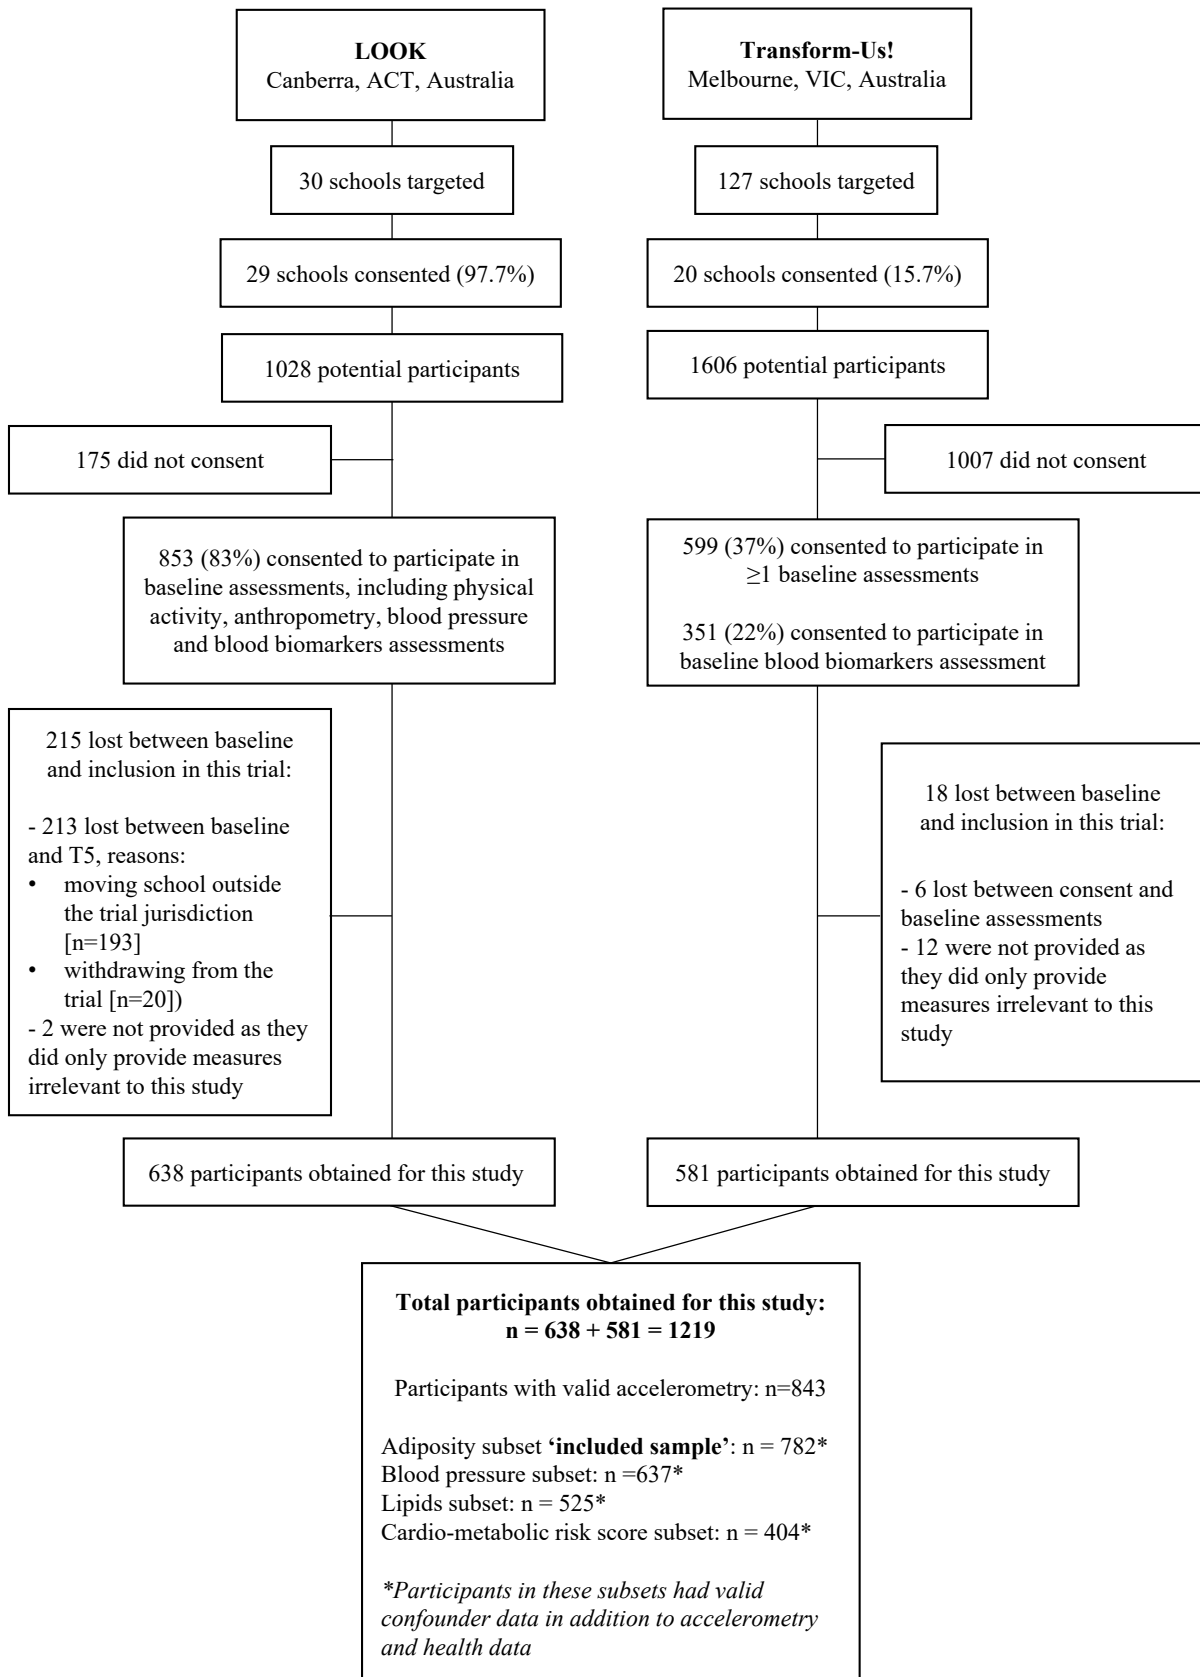 LOOK
Canberra, ACT, Australia
30 schools targeted
29 schools consented (97.7%)
1028 potential participants
175 did not consent
853 (83%) consented to participate in
baseline assessments, including physical
activity, anthropometry, blood pressure
and blood biomarkers assessments
215 lost between baseline
and inclusion in this trial:
- 213 lost between baseline
and T5, reasons:
• moving school outside
the trial jurisdiction
[n=193]
• withdrawing from the
trial [n=20])
- 2 were not provided as they
did only provide measures
irrelevant to this study
638 participants obtained for this study
Transform-Us!
Melbourne, VIC, Australia
127 schools targeted
20 schools consented (15.7%)
1606 potential participants
1007 did not consent
599 (37%) consented to participate in
≥1 baseline assessments
351 (22%) consented to participate in
baseline blood biomarkers assessment
18 lost between baseline
and inclusion in this trial:
- 6 lost between consent and
baseline assessments
- 12 were not provided as
they did only provide
measures irrelevant to this
study
581 participants obtained for this study
Total participants obtained for this study:
n = 638 + 581 = 1219
Participants with valid accelerometry: n=843
Adiposity subset ‘included sample’: n = 782*
Blood pressure subset: n =637*
Lipids subset: n = 525*
Cardio-metabolic risk score subset: n = 404*
*Participants in these subsets had valid
confounder data in addition to accelerometry
and health data